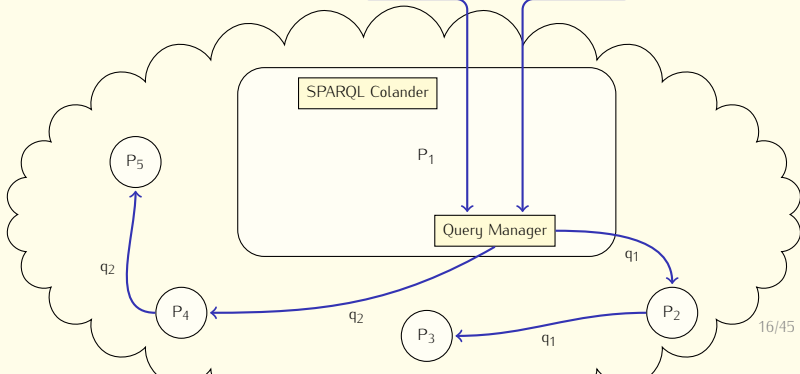 SPARQL Colander
P1
P5
Query Manager
q1
q2
P4
q2
P2
P3
q1
16/45